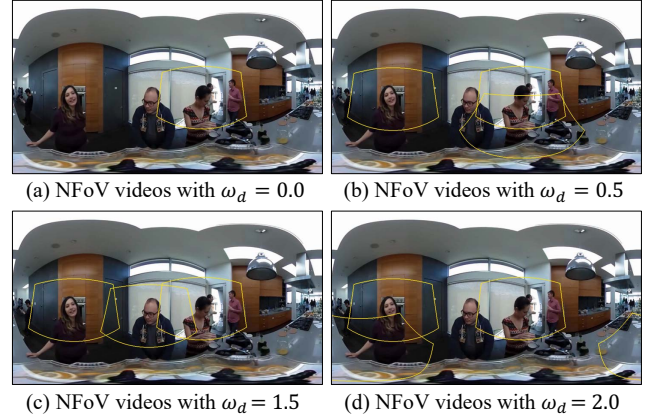 (a) NFoV videos with ω_d = 0.0
(b) NFoV videos with ω_d = 0.5
(c) NFoV videos with ω_d = 1.5
(d) NFoV videos with ω_d = 2.0